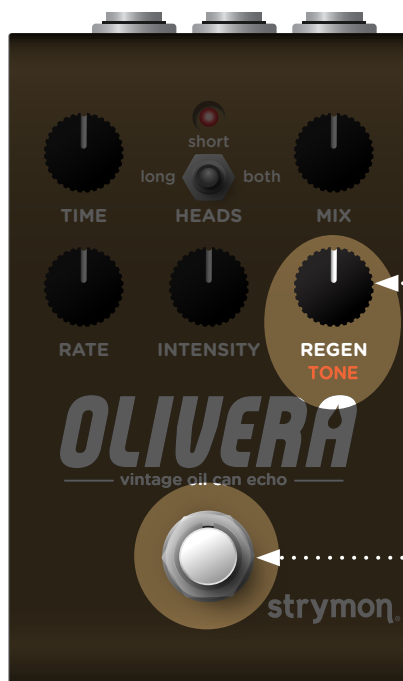 short
long both
TIME HEADS MIX
RATE INTENSITY REGEN
TONE
OLIVERA
vintage oil can echo
strymon®